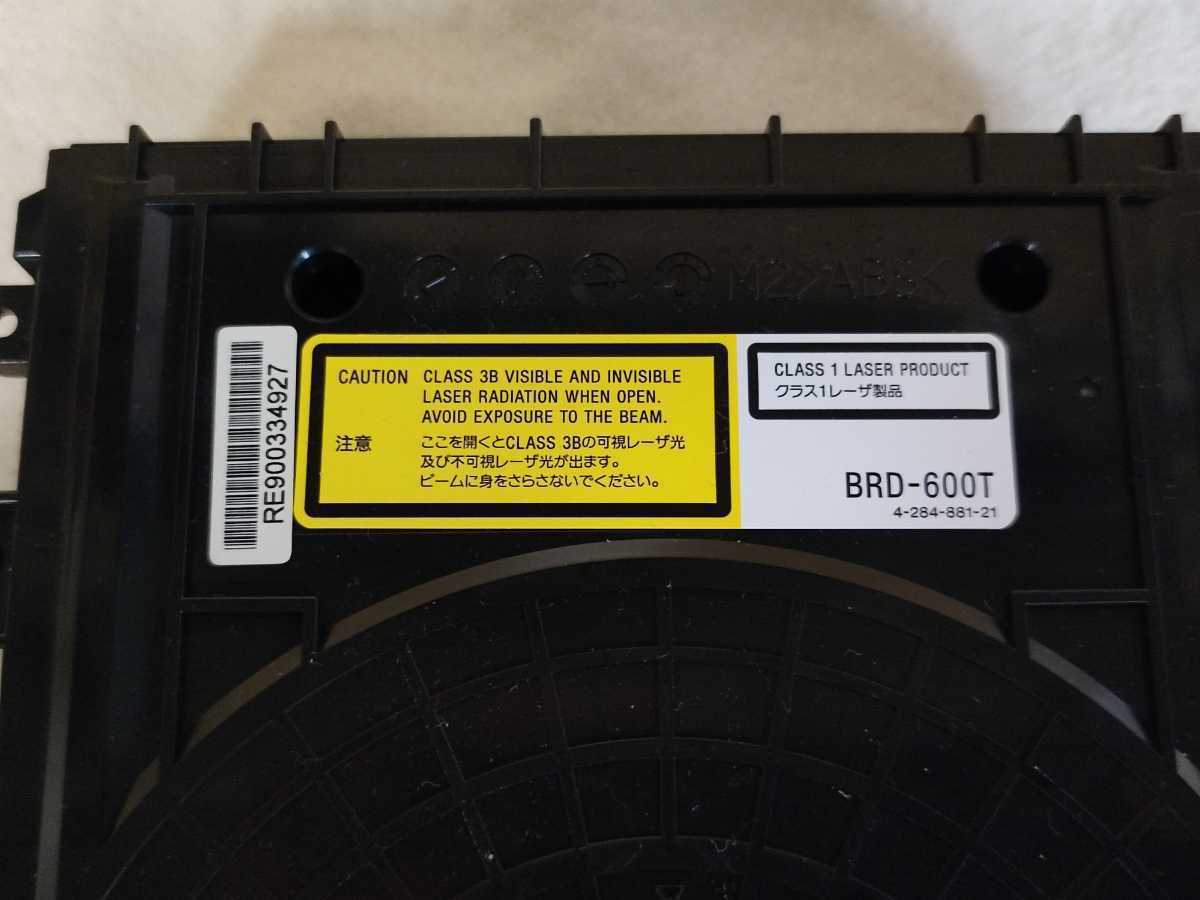 M2>ABS<
RE900334927
CAUTION CLASS 3B VISIBLE AND INVISIBLE
LASER RADIATION WHEN OPEN.
AVOID EXPOSURE TO THE BEAM.
注意 ここを開くとCLASS 3Bの可視レーザ光
及び不可視レーザ光が出ます。
ビームに身をさらさないでください。
CLASS 1 LASER PRODUCT
クラス1レーザ製品
BRD-600T
4-284-881-21